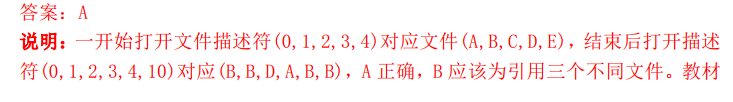 答案：A
说明：一开始打开文件描述符(0,1,2,3,4)对应文件(A,B,C,D,E)，结束后打开描述
符(0,1,2,3,4,10)对应(B,B,D,A,B,B)，A 正确，B 应该为引用三个不同文件。教材